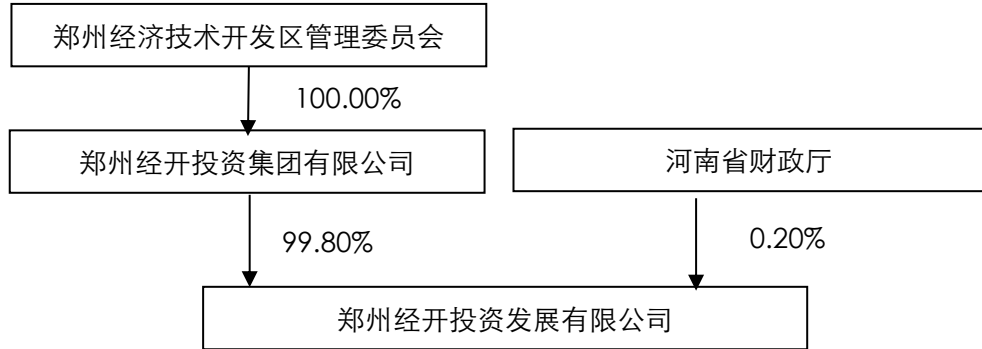 郑州经济技术开发区管理委员会
100.00%
郑州经开投资集团有限公司
河南省财政厅
99.80%
0.20%
郑州经开投资发展有限公司